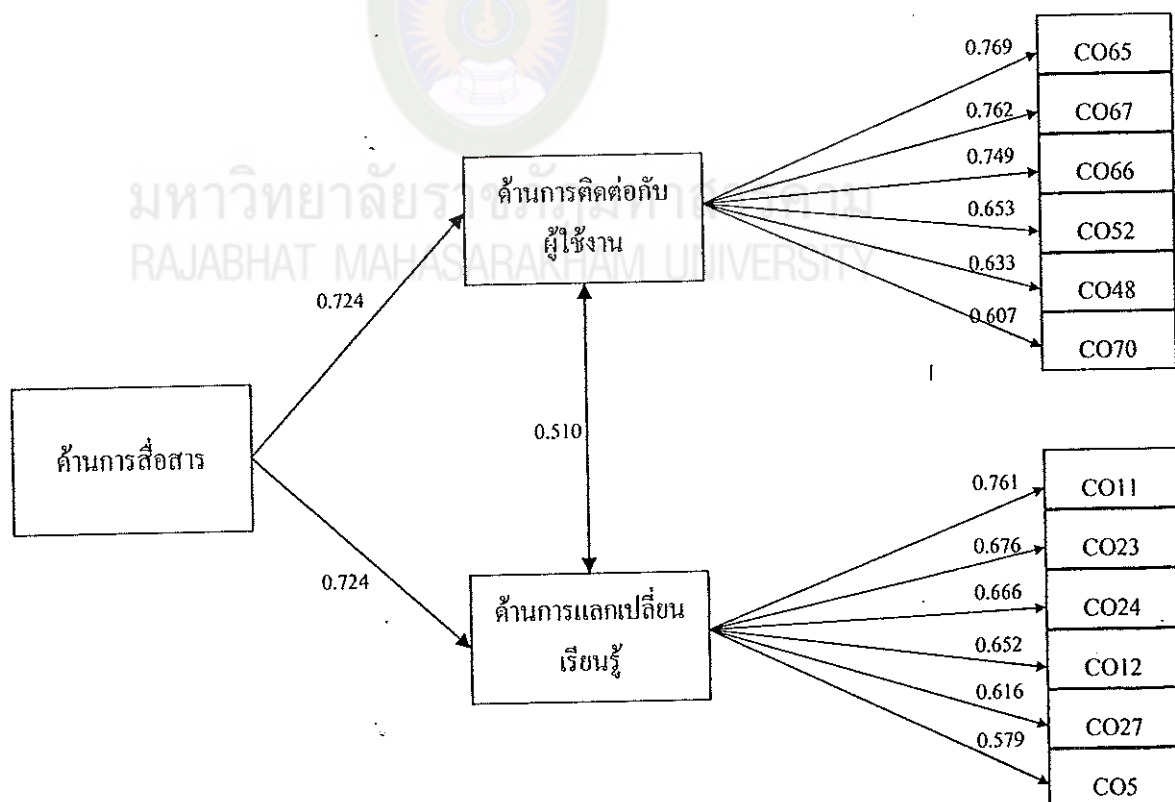 มหาวิทยาลัยราชภัฏมหาสารคาม
RAJABHAT MAHASARAKHAM UNIVERSITY
ด้านการสื่อสาร
0.724
0.724
ด้านการติดต่อกับ
ผู้ใช้งาน
0.510
ด้านการแลกเปลี่ยน
เรียนรู้
0.769
CO65
0.762
CO67
0.749
CO66
0.653
CO52
0.633
CO48
0.607
CO70
0.761
CO11
0.676
CO23
0.666
CO24
0.652
CO12
0.616
CO27
0.579
CO5